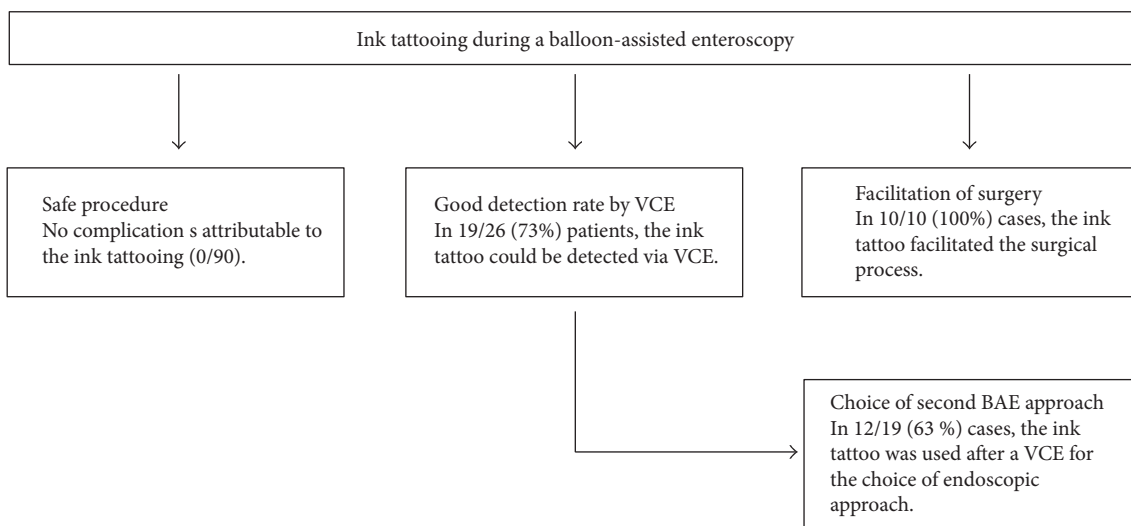 Ink tattooing during a balloon-assisted enteroscopy
Safe procedure
No complication s attributable to
the ink tattooing (0/90).
Good detection rate by VCE
In 19/26 (73%) patients, the ink
tattoo could be detected via VCE.
Facilitation of surgery
In 10/10 (100%) cases, the ink
tattoo facilitated the surgical
process.
Choice of second BAE approach
In 12/19 (63 %) cases, the ink
tattoo was used after a VCE for
the choice of endoscopic
approach.